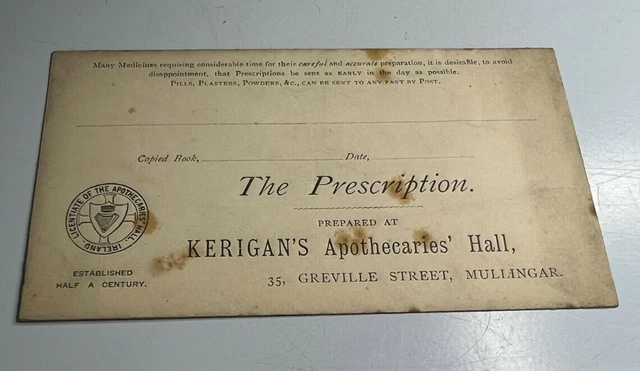 Many Medicines requiring considerable time for their careful and accurate preparation, it is desirable, to avoid
disappointment, that Prescriptions be sent as EARLY in the day as possible.
PILLS, PLASTERS, POWDERS, &c., CAN BE SENT TO ANY PART BY POST.
Copied Book, Date,
The Prescription.
PREPARED AT
KERIGAN'S Apothecaries' Hall,
35, GREVILLE STREET, MULLINGAR.
LICENTIATE OF THE APOTHECARIES' HALL, IRELAND.
ESTABLISHED
HALF A CENTURY.